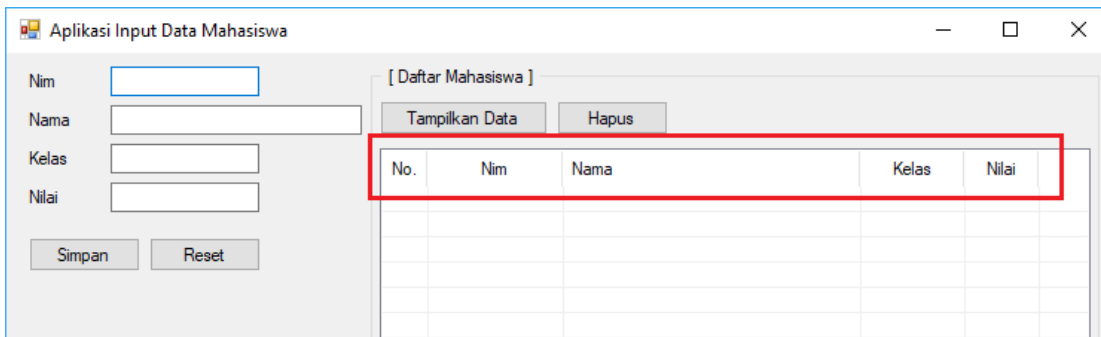 Aplikasi Input Data Mahasiswa
Nim
Nama
Kelas
Nilai
Simpan Reset
[ Daftar Mahasiswa ]
Tampilkan Data Hapus
No. Nim Nama Kelas Nilai